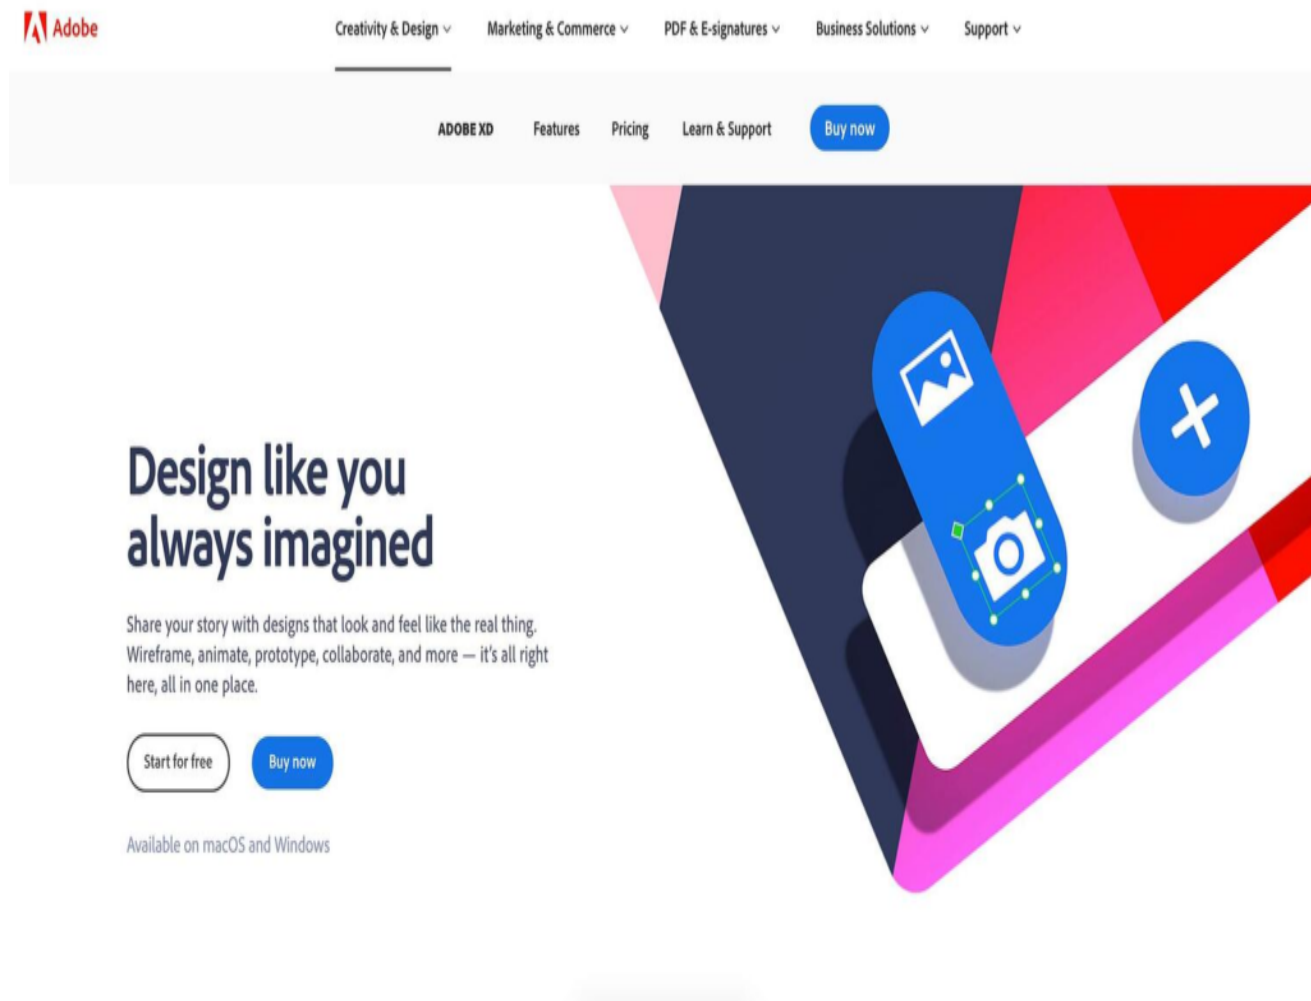 Adobe
Creativity & Design
Marketing & Commerce
PDF & E-signatures
Business Solutions
Support
ADOBE XD
Features
Pricing
Learn & Support
Buy now
Design like you
always imagined
Share your story with designs that look and feel like the real thing.
Wireframe, animate, prototype, collaborate, and more — it's all right
here, all in one place.
Start for free
Buy now
Available on macOS and Windows